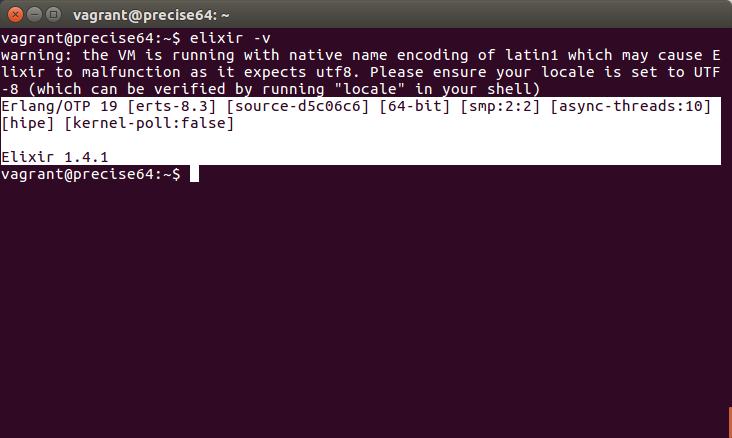 vagrant@precise64: ~
vagrant@precise64:~$ elixir -v
warning: the VM is running with native name encoding of latin1 which may cause E
lixir to malfunction as it expects utf8. Please ensure your locale is set to UTF
-8 (which can be verified by running "locale" in your shell)
Erlang/OTP 19 [erts-8.3] [source-d5c06c6] [64-bit] [smp:2:2] [async-threads:10]
[hipe] [kernel-poll:false]
Elixir 1.4.1
vagrant@precise64:~$